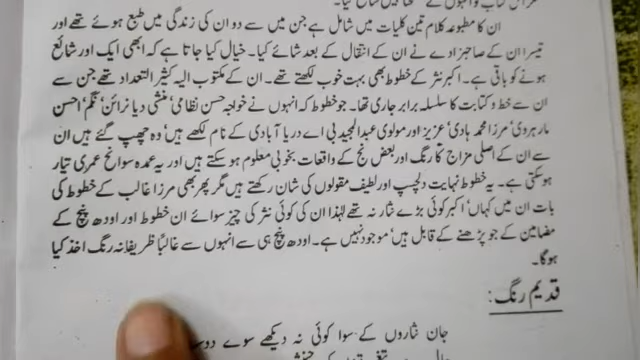 ان کا مطبوعہ کلام تین کلیات میں شامل ہے جن میں سے دو ان کی زندگی میں طبع ہوئے تھے اور
تیسرا ان کے صاحبزادے نے ان کے انتقال کے بعد شائع کیا۔ خیال کیا جاتا ہے کہ ابھی ایک اور شائع
ہونے کو باقی ہے۔ اکبر نثر کے خطوط بھی بہت خوب لکھتے تھے۔ ان کے مکتوب الیہ کثیر التعداد تھے جن سے
ان سے خط و کتابت کا سلسلہ برابر جاری تھا۔ جو خطوط کہ انہوں نے خواجہ حسن نظامی' منشی دیا نرائن' نگم' احسن
مارہروی' مرزا محمد ہادی' عزیز اور مولوی عبدالمجید بی اے دریا آبادی کے نام لکھے ہیں' وہ چھپ گئے ہیں ان
سے ان کے اصلی مزاج کا رنگ اور بعض نج کے واقعات بخوبی معلوم ہو سکتے ہیں اور یہ عمدہ سوانح عمری تیار
ہو سکتی ہے۔ یہ خطوط نہایت دلچسپ اور لطیف مقولوں کی شان رکھتے ہیں مگر پھر بھی مرزا غالب کے خطوط کی
بات ان میں کہاں' اکبر کوئی بڑے نثار نہ تھے لہٰذا ان کی کوئی نثر کی چیز سوائے ان خطوط اور اودھ پنچ کے
مضامین کے جو پڑھنے کے قابل ہیں' موجود نہیں ہے۔ اودھ پنچ ہی سے انہوں سے غالباً ظریفانہ رنگ اخذ کیا
ہوگا۔
قدیم رنگ:
جان نثاروں کے سوا کوئی نہ دیکھے سوے